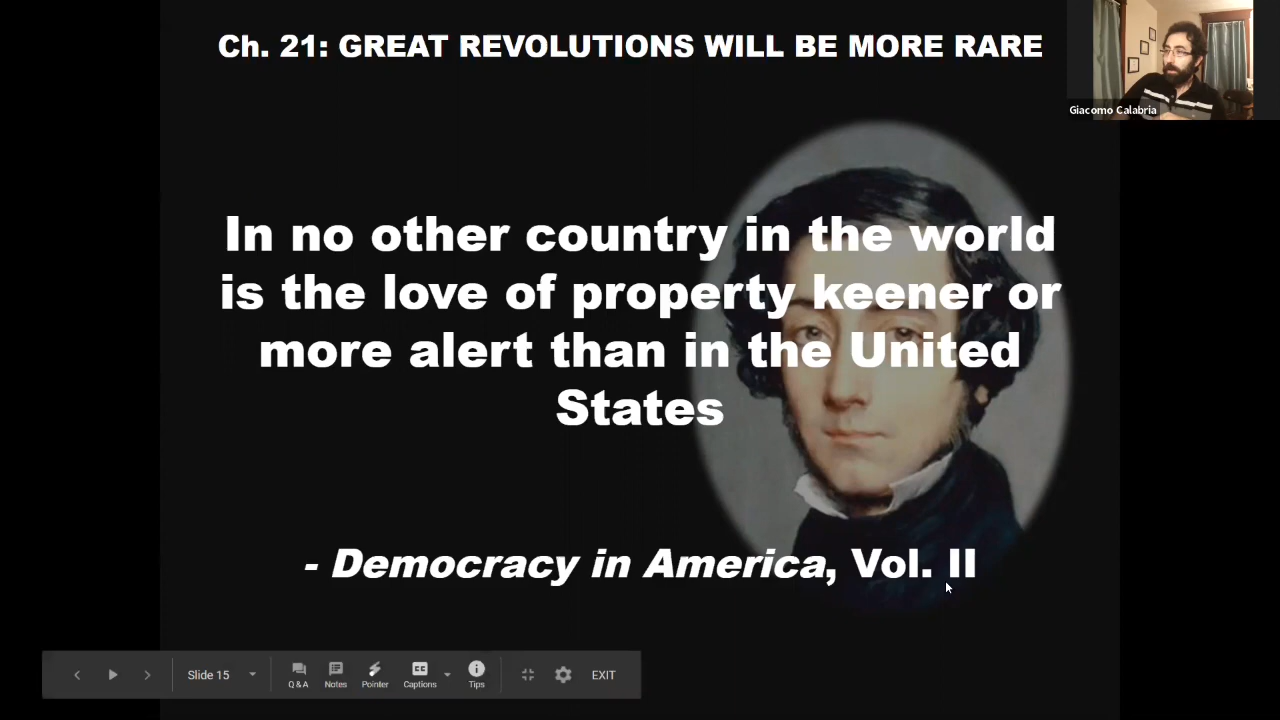 Ch. 21: GREAT REVOLUTIONS WILL BE MORE RARE
Giacomo Calabria
In no other country in the world
is the love of property keener or
more alert than in the United
States
- Democracy in America, Vol. II
Slide 15
Q & A
Notes
Pointer
CC
Captions
Tips
EXIT